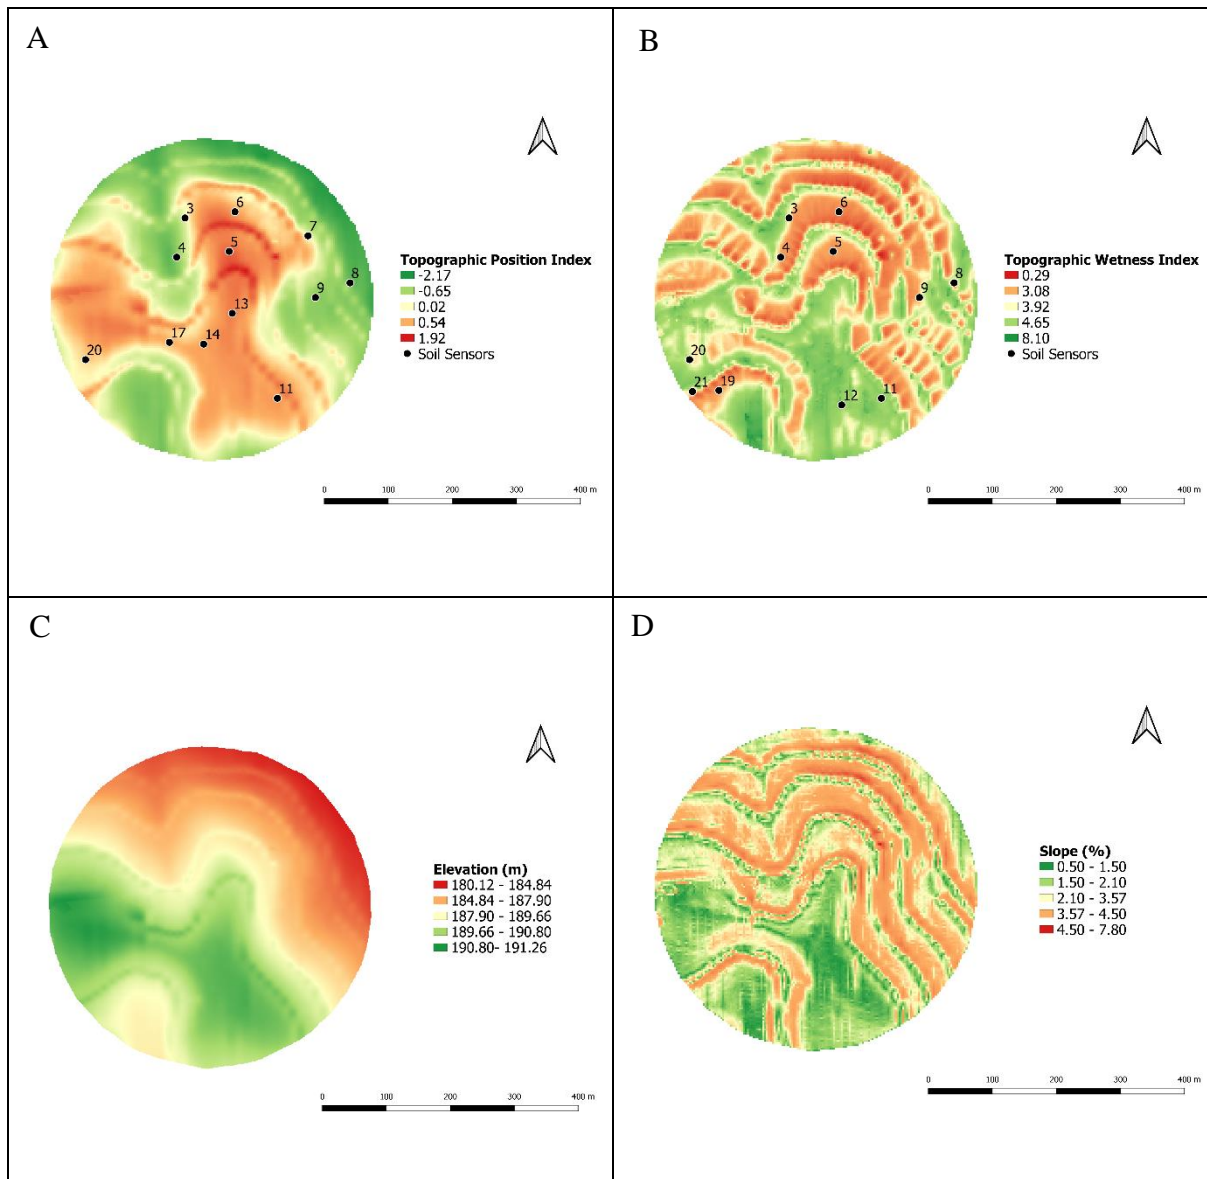 A
3
6
4
5
7
8
9
13
17
14
20
11
Topographic Position Index
-2.17
-0.65
0.02
0.54
1.92
Soil Sensors
0 100 200 300 400 m
B
3
6
4
5
8
9
20
21 19
12 11
Topographic Wetness Index
0.29
3.08
3.92
4.65
8.10
Soil Sensors
0 100 200 300 400 m
C
Elevation (m)
180.12 - 184.84
184.84 - 187.90
187.90 - 189.66
189.66 - 190.80
190.80- 191.26
0 100 200 300 400 m
D
Slope (%)
0.50 - 1.50
1.50 - 2.10
2.10 - 3.57
3.57 - 4.50
4.50 - 7.80
0 100 200 300 400 m